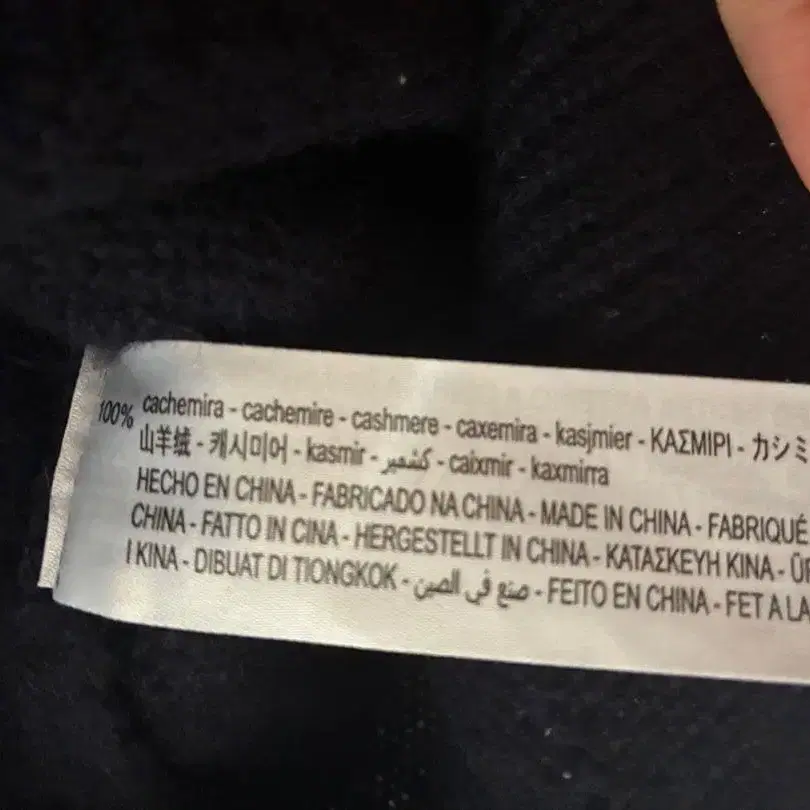 100% cachemira - cachemire - cashmere - caxemira - kasjmier - ΚΑΣΜΙΡΙ - カシミ
山羊绒 - 캐시미어 - kasmir - كشمير - caixmir - kaxmirra
HECHO EN CHINA - FABRICADO NA CHINA - MADE IN CHINA - FABRIQUÉ
CHINA - FATTO IN CINA - HERGESTELLT IN CHINA - ΚΑΤΑΣΚΕΥΗ ΚΙΝΑ -
I KINA - DIBUAT DI TIONGKOK - صنع في الصين - FEITO EN CHINA - FET A LA